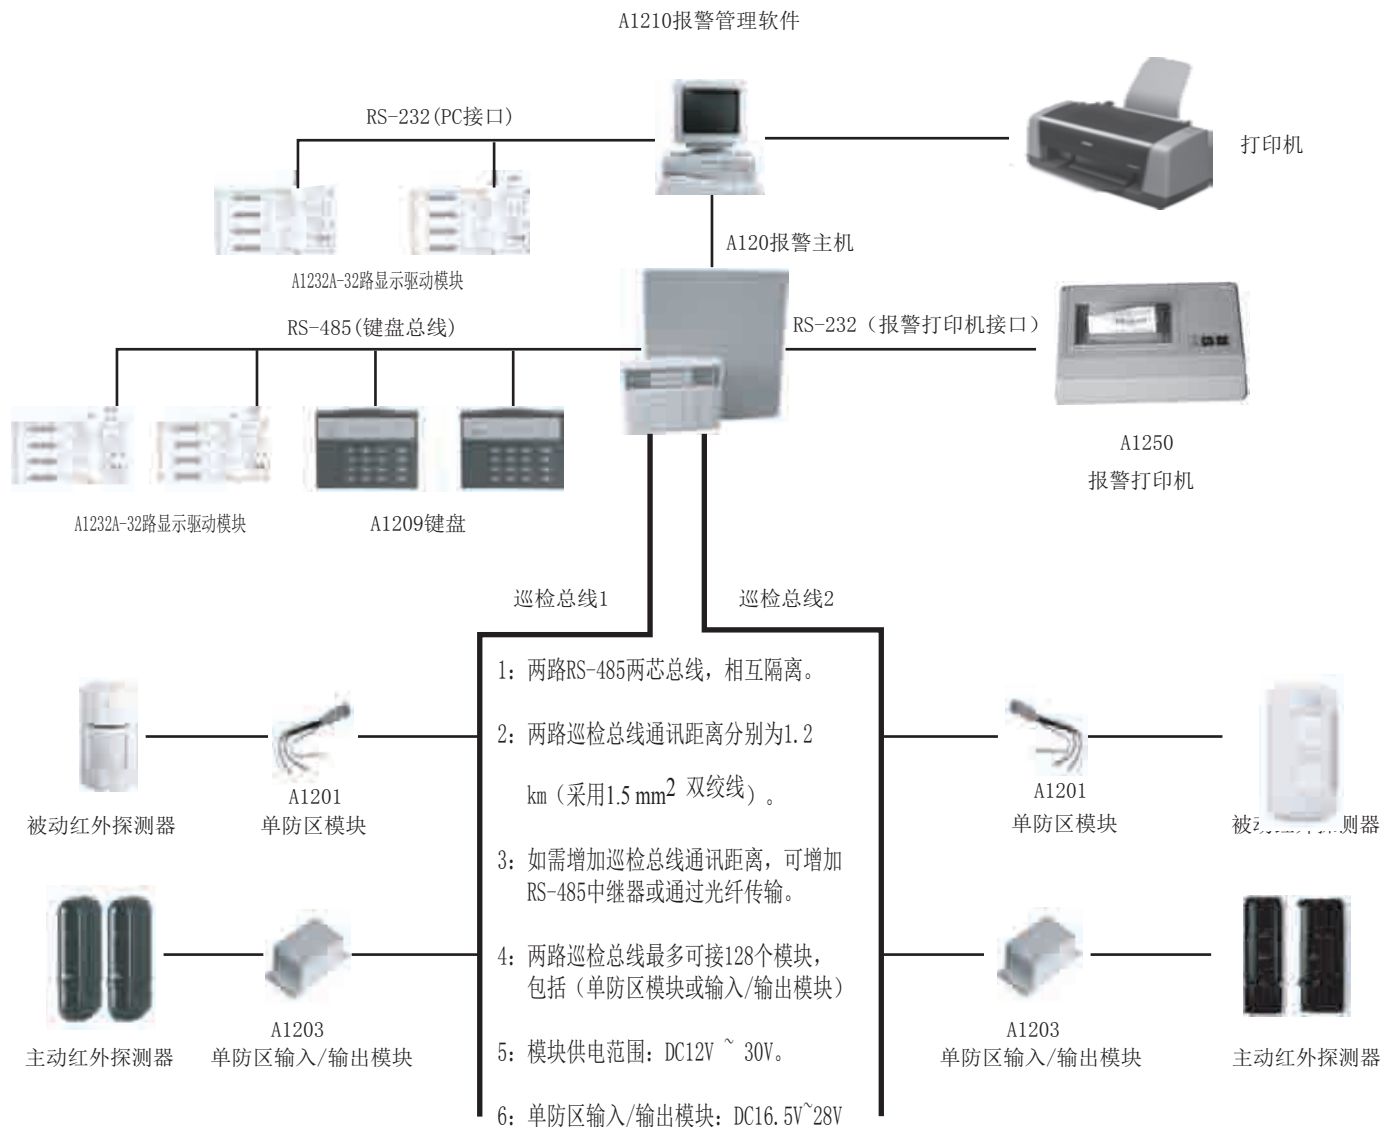 A1210报警管理软件
RS-232(PC接口)
打印机
A120报警主机
A1232A-32路显示驱动模块
RS-485(键盘总线)
RS-232（报警打印机接口）
A1250
报警打印机
A1232A-32路显示驱动模块
A1209键盘
巡检总线1
巡检总线2
1: 两路RS-485两芯总线，相互隔离。
2: 两路巡检总线通讯距离分别为1.2
km（采用1.5 mm² 双绞线）。
3: 如需增加巡检总线通讯距离，可增加
RS-485中继器或通过光纤传输。
4: 两路巡检总线最多可接128个模块，
包括（单防区模块或输入/输出模块）
5: 模块供电范围: DC12V ~ 30V。
6: 单防区输入/输出模块: DC16.5V~28V
A1201
单防区模块
被动红外探测器
A1203
单防区输入/输出模块
主动红外探测器
A1201
单防区模块
被动红外探测器
A1203
单防区输入/输出模块
主动红外探测器